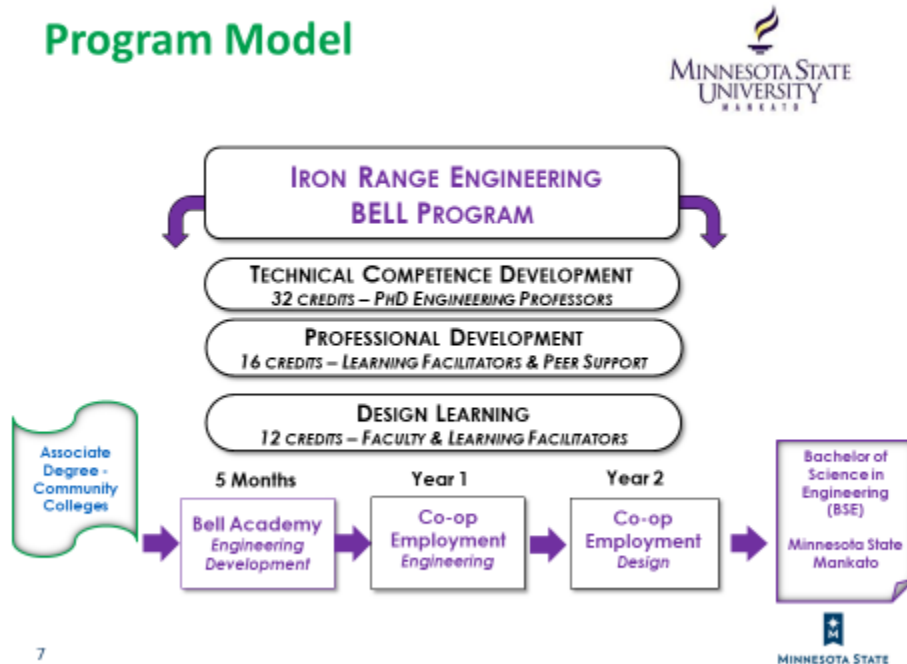 Program Model
MINNESOTA STATE
UNIVERSITY
MANKATO
IRON RANGE ENGINEERING
BELL PROGRAM
TECHNICAL COMPETENCE DEVELOPMENT
32 CREDITS – PHD ENGINEERING PROFESSORS
PROFESSIONAL DEVELOPMENT
16 CREDITS – LEARNING FACILITATORS & PEER SUPPORT
DESIGN LEARNING
12 CREDITS – FACULTY & LEARNING FACILITATORS
Associate
Degree -
Community
Colleges
5 Months
Bell Academy
Engineering
Development
Year 1
Co-op
Employment
Engineering
Year 2
Co-op
Employment
Design
Bachelor of
Science in
Engineering
(BSE)
Minnesota State
Mankato
7
M
MINNESOTA STATE